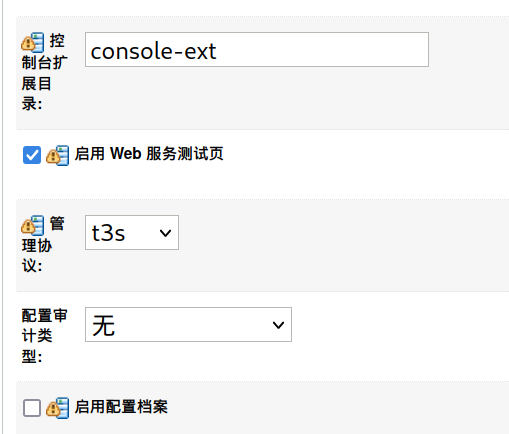 控
制台扩
展目
录:
console-ext
启用 Web 服务测试页
管
理协
议:
t3s
配置审
计类
型:
无
启用配置档案